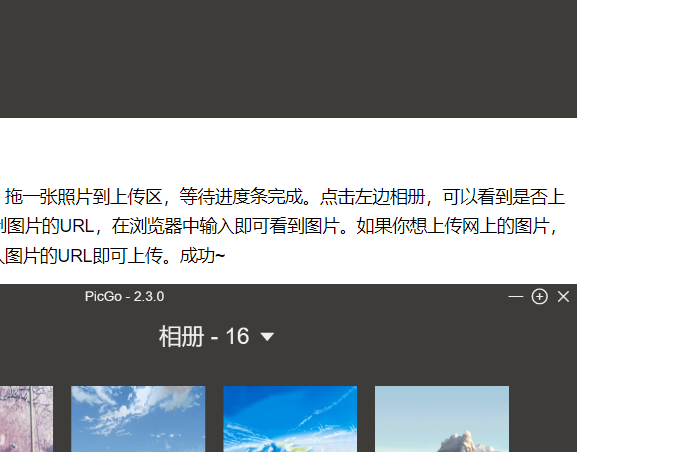 拖一张照片到上传区，等待进度条完成。点击左边相册，可以看到是否上
图片的URL，在浏览器中输入即可看到图片。如果你想上传网上的图片，
图片的URL即可上传。成功~
PicGo - 2.3.0
相册 - 16